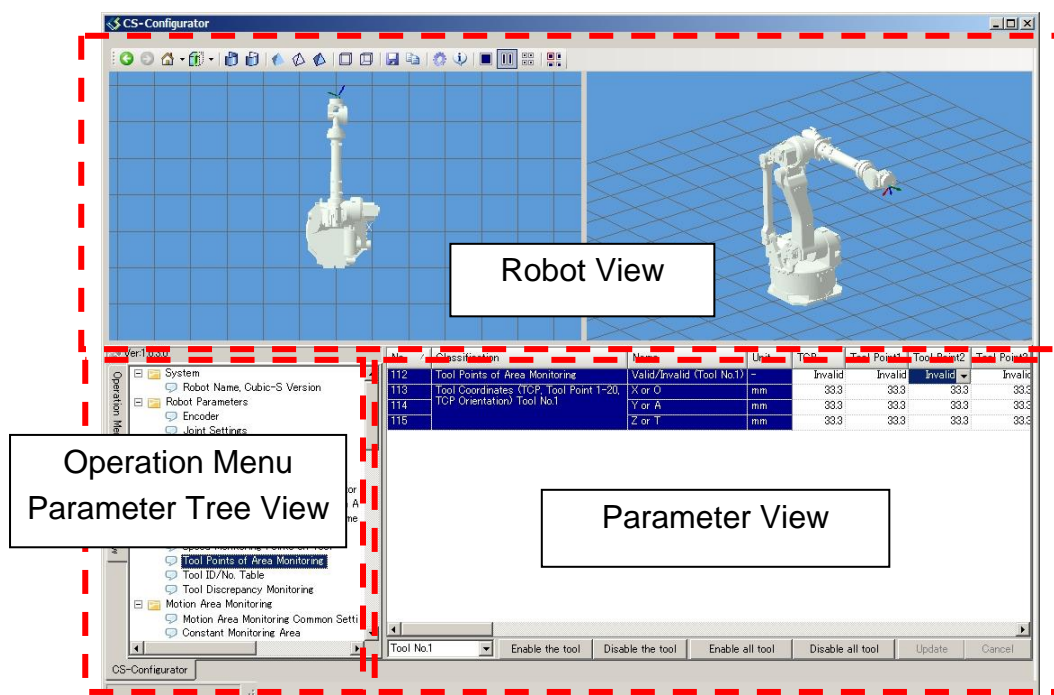 CS-Configurator
Robot View
Ver.1.6.3.0
No. Classification Name Unit TCP Tool Point1 Tool Point2 Tool Point3
112 Tool Points of Area Monitoring Valid/Invalid (Tool No.1) - Invalid Invalid Invalid Invalid
113 Tool Coordinates (TCP, Tool Point 1-20, X or O mm 33.3 33.3 33.3 33.3
114 TCP Orientation) Tool No.1 Y or A mm 33.3 33.3 33.3 33.3
115 Z or T mm 33.3 33.3 33.3 33.3
System
Robot Name, Cubic-S Version
Robot Parameters
Encoder
Joint Settings
Operation Menu
Parameter Tree View
Parameter View
Tool Points of Area Monitoring
Tool ID/No. Table
Tool Discrepancy Monitoring
Motion Area Monitoring
Motion Area Monitoring Common Setti
Constant Monitoring Area
Tool No.1 Enable the tool Disable the tool Enable all tool Disable all tool Update Cancel
CS-Configurator